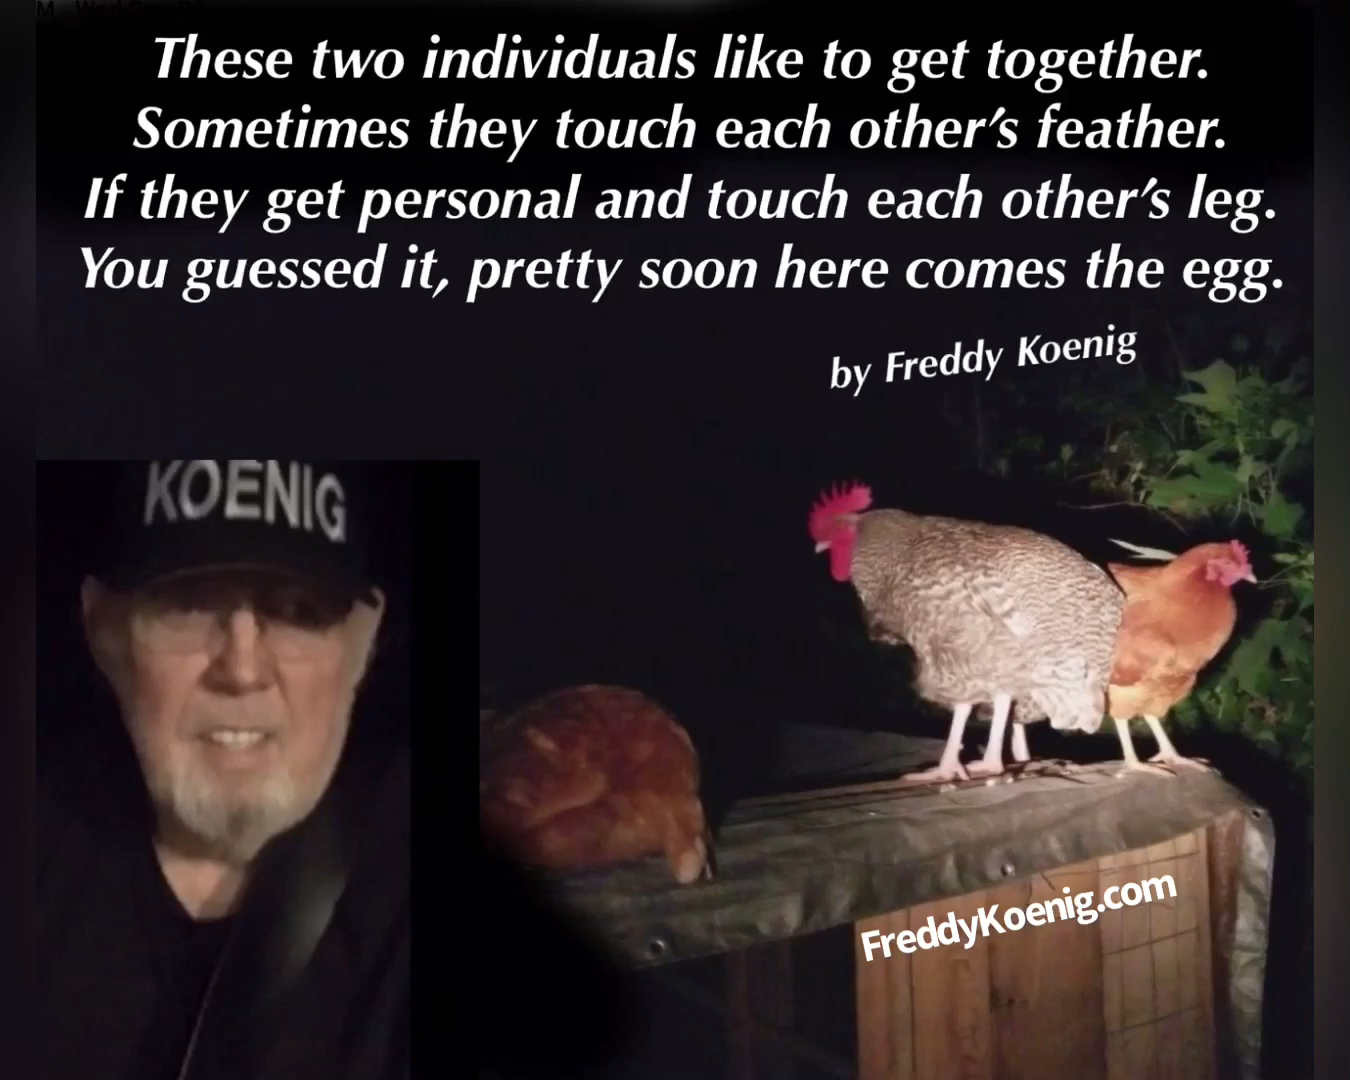 These two individuals like to get together.
Sometimes they touch each other's feather.
If they get personal and touch each other's leg.
You guessed it, pretty soon here comes the egg.
by Freddy Koenig
KOENIG
FreddyKoenig.com